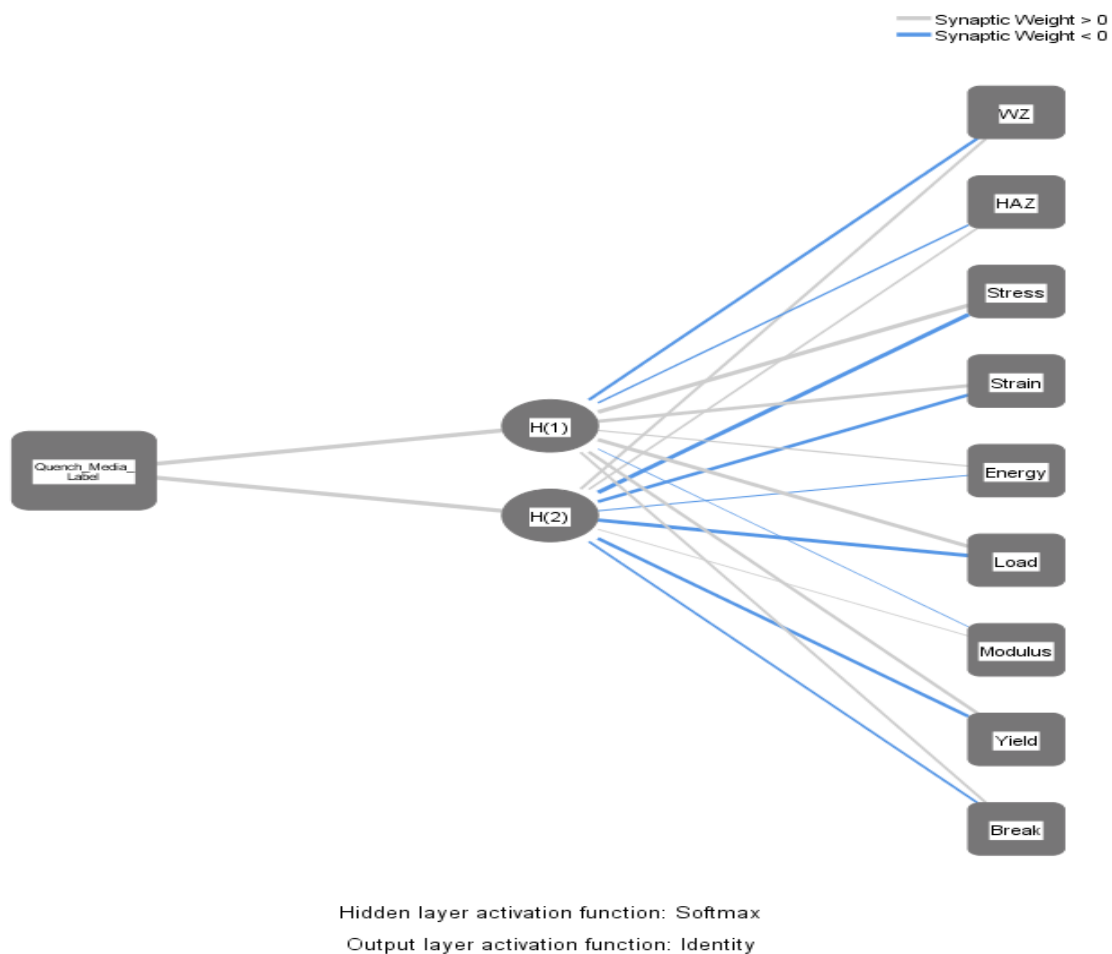 Synaptic Weight > 0
Synaptic Weight < 0
WZ
HAZ
Stress
Strain
H(1)
Quench_Media_
Label
Energy
H(2)
Load
Modulus
Yield
Break
Hidden layer activation function: Softmax
Output layer activation function: Identity